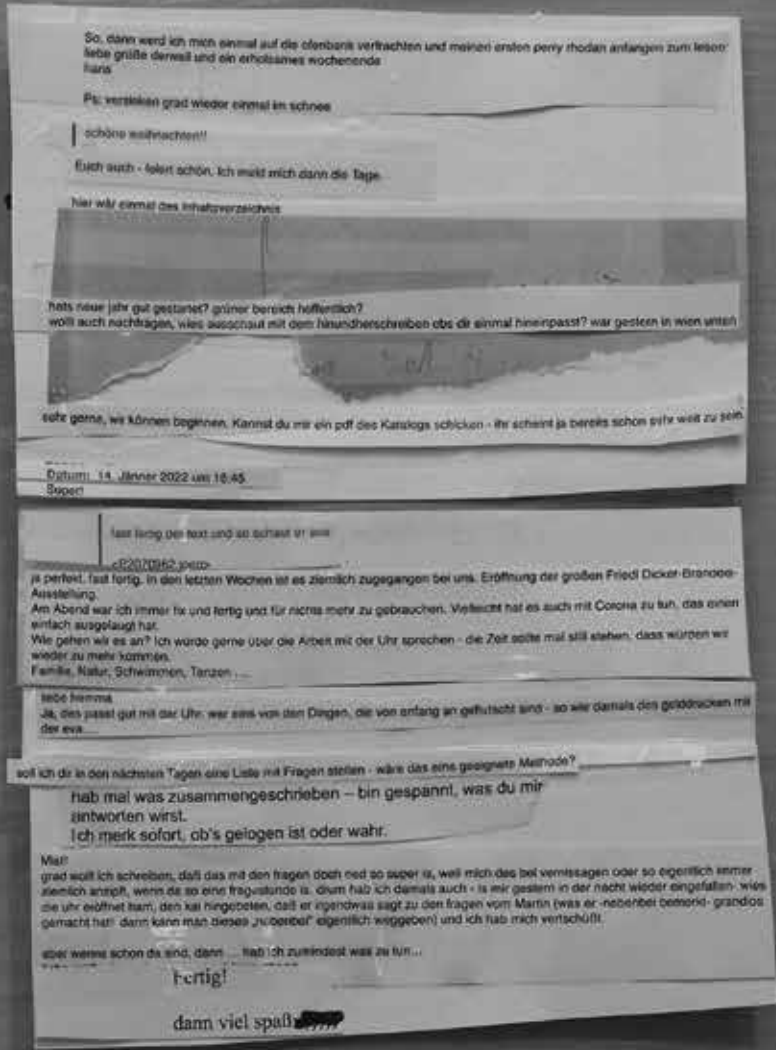 So, dann werd ich mich einmal auf die ofenbank vertrachten und meinen ersten perry rhodan anfangen zum lesen
liebe grüße derweil und ein erholsames wochenende
hans
Ps: versinken grad wieder einmal im schnee
schöne weihnachten!!
Euch auch - feiert schön. Ich meld mich dann die Tage.
hier wär einmal das inhaltsverzeichnis
hats neue jahr gut gestartet? grüner bereich hoffentlich?
wollt auch nachfragen, wies ausschaut mit dem hinundherschreiben obs dir einmal hineinpasst? war gestern in wien unten
sehr gerne, wir können beginnen. Kannst du mir ein pdf des Katalogs schicken - ihr scheint ja bereits schon sehr weit zu sein
Datum: 14. Jänner 2022 um 16:45
Super!
fast fertig der text und so schaut er aus
<P2070962.jpeg>
ja perfekt, fast fertig. In den letzten Wochen ist es ziemlich zugegangen bei uns. Eröffnung der großen Friedl Dicker-Brandeis-
Ausstellung.
Am Abend war ich immer fix und fertig und für nichts mehr zu gebrauchen. Vielleicht hat es auch mit Corona zu tun, das einen
einfach ausgelaugt hat.
Wie gehen wir es an? Ich würde gerne über die Arbeit mit der Uhr sprechen - die Zeit sollte mal still stehen, dass würden wir
wieder zu mehr kommen.
Familie, Natur, Schwimmen, Tanzen ...
liebe hemma
Ja, des passt gut mit der Uhr. war eins von den Dingen, die von anfang an geflutscht sind - so wie damals des golddrucken mit
der eva...
soll ich dir in den nächsten Tagen eine Liste mit Fragen stellen - wäre das eine geeignete Methode?
hab mal was zusammengeschrieben – bin gespannt, was du mir
antworten wirst.
Ich merk sofort, ob's gelogen ist oder wahr.
Mist!
grad wollt ich schreiben, daß das mit den fragen doch ned so super is, weil mich des bei vernissagen oder so eigentlich immer
ziemlich annipft, wenn da so eine fragestunde is. drum hab ich damals auch - is mir gestern in der nacht wieder eingefallen- wies
die uhr eröffnet ham, den kai hingebeten, daß er irgendwas sagt zu den fragen vom Martin (was er -nebenbei bemerkt- grandios
gemacht hat! dann kann man dieses „nebenbei“ eigentlich weggeben) und ich hab mich vertschüßt.
aber wenns schon da sind, dann ... hab ich zumindest was zu tun...
Fertig!
dann viel spaß